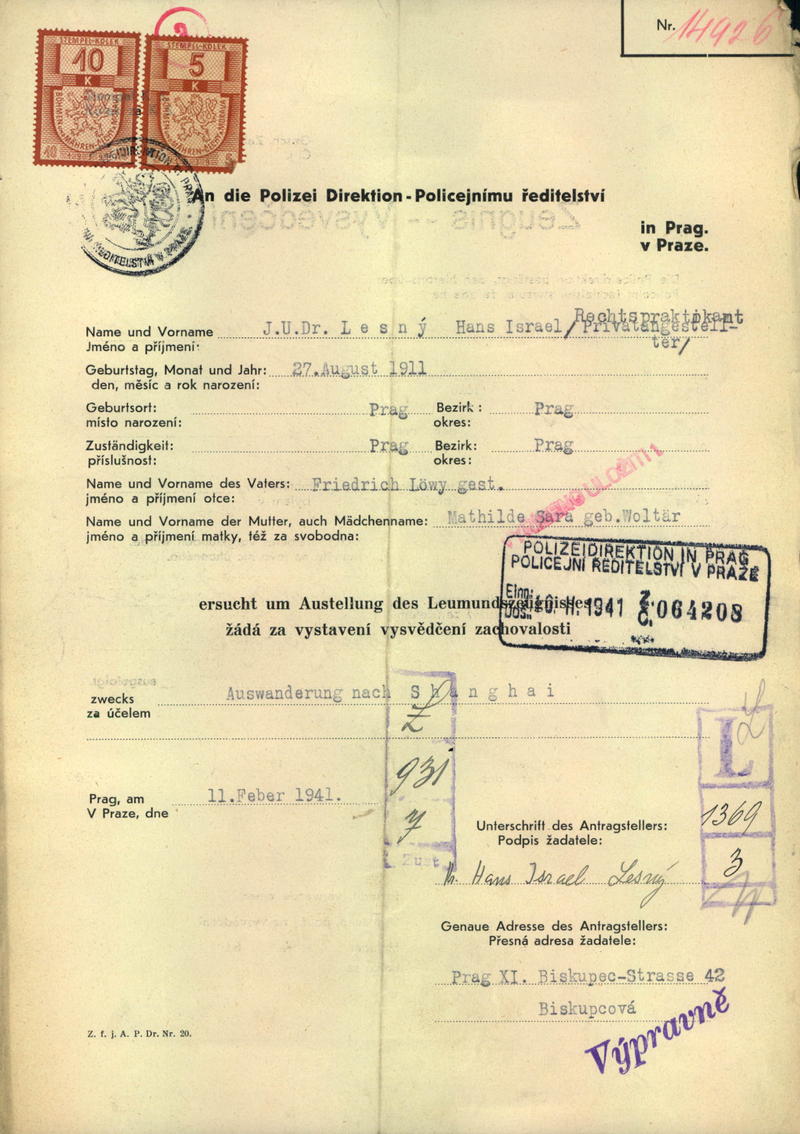 Nr. 14926
STEMPEL-KOLEK
10
K
BÖHMEN UND MÄHREN
STEMPEL-KOLEK
5
K
An die Polizei Direktion - Policejnímu ředitelství
in Prag.
v Praze.
Rechtspraktikant
Name und Vorname J.U.Dr. Lesný Hans Israel/Privatangestell-
ter/
Jméno a příjmení:
Geburtstag, Monat und Jahr: 27.August 1911
den, měsíc a rok narození:
Geburtsort: Prag Bezirk: Prag
místo narození: okres:
Zuständigkeit: Prag Bezirk: Prag
příslušnost: okres:
Name und Vorname des Vaters: Friedrich Löwy gest.
jméno a příjmení otce:
Name und Vorname der Mutter, auch Mädchenname: Mathilde Sara geb.Woltär
jméno a příjmení matky, též za svobodna:
POLIZEIDIREKTION IN PRAG
POLICEJNÍ ŘEDITELSTVÍ V PRAZE
Eing.: II. 1941 Z. 064208
Č.
ersucht um Austellung des Leumundszeugnisses
žádá za vystavení vysvědčení zachovalosti
zwecks Auswanderung nach Shanghai
za účelem
Z
931
7
L
1369
3
Prag, am 11.Feber 1941.
V Praze, dne
Unterschrift des Antragstellers:
Podpis žadatele:
Hans Israel Lesný
Genaue Adresse des Antragstellers:
Přesná adresa žadatele:
Prag XI. Biskupec-Strasse 42
Biskupcová
Výpravně
Z. f. j. A. P. Dr. Nr. 20.